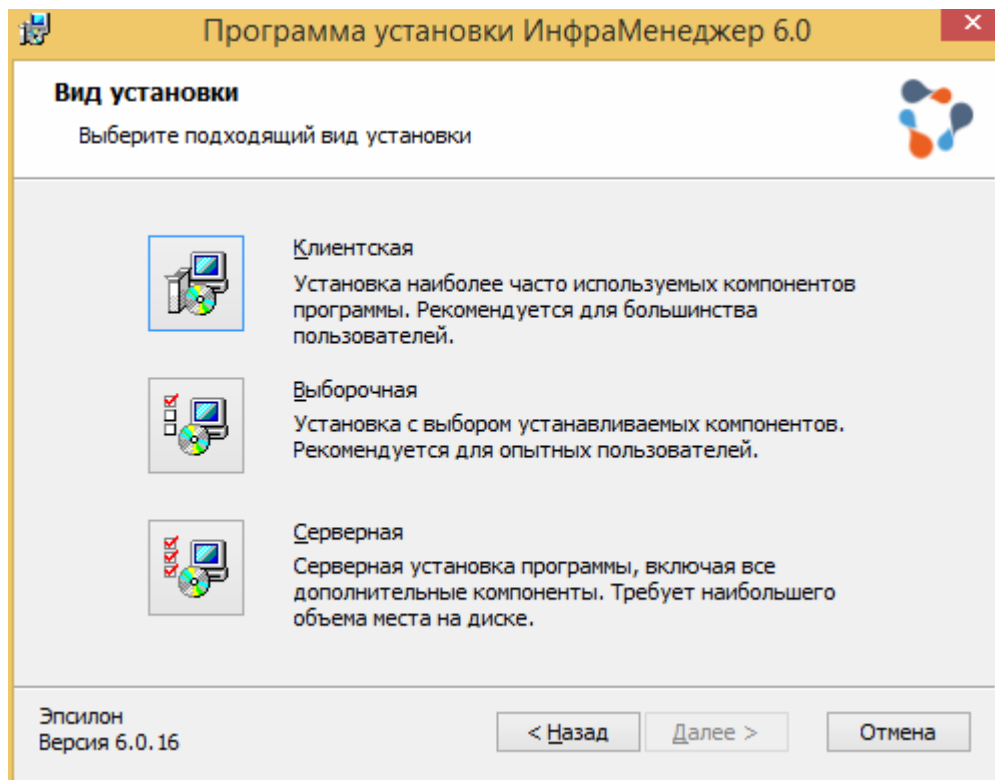 Программа установки ИнфраМенеджер 6.0
Вид установки
Выберите подходящий вид установки
Клиентская
Установка наиболее часто используемых компонентов
программы. Рекомендуется для большинства
пользователей.
Выборочная
Установка с выбором устанавливаемых компонентов.
Рекомендуется для опытных пользователей.
Серверная
Серверная установка программы, включая все
дополнительные компоненты. Требует наибольшего
объема места на диске.
Эпсилон
Версия 6.0.16
< Назад
Далее >
Отмена